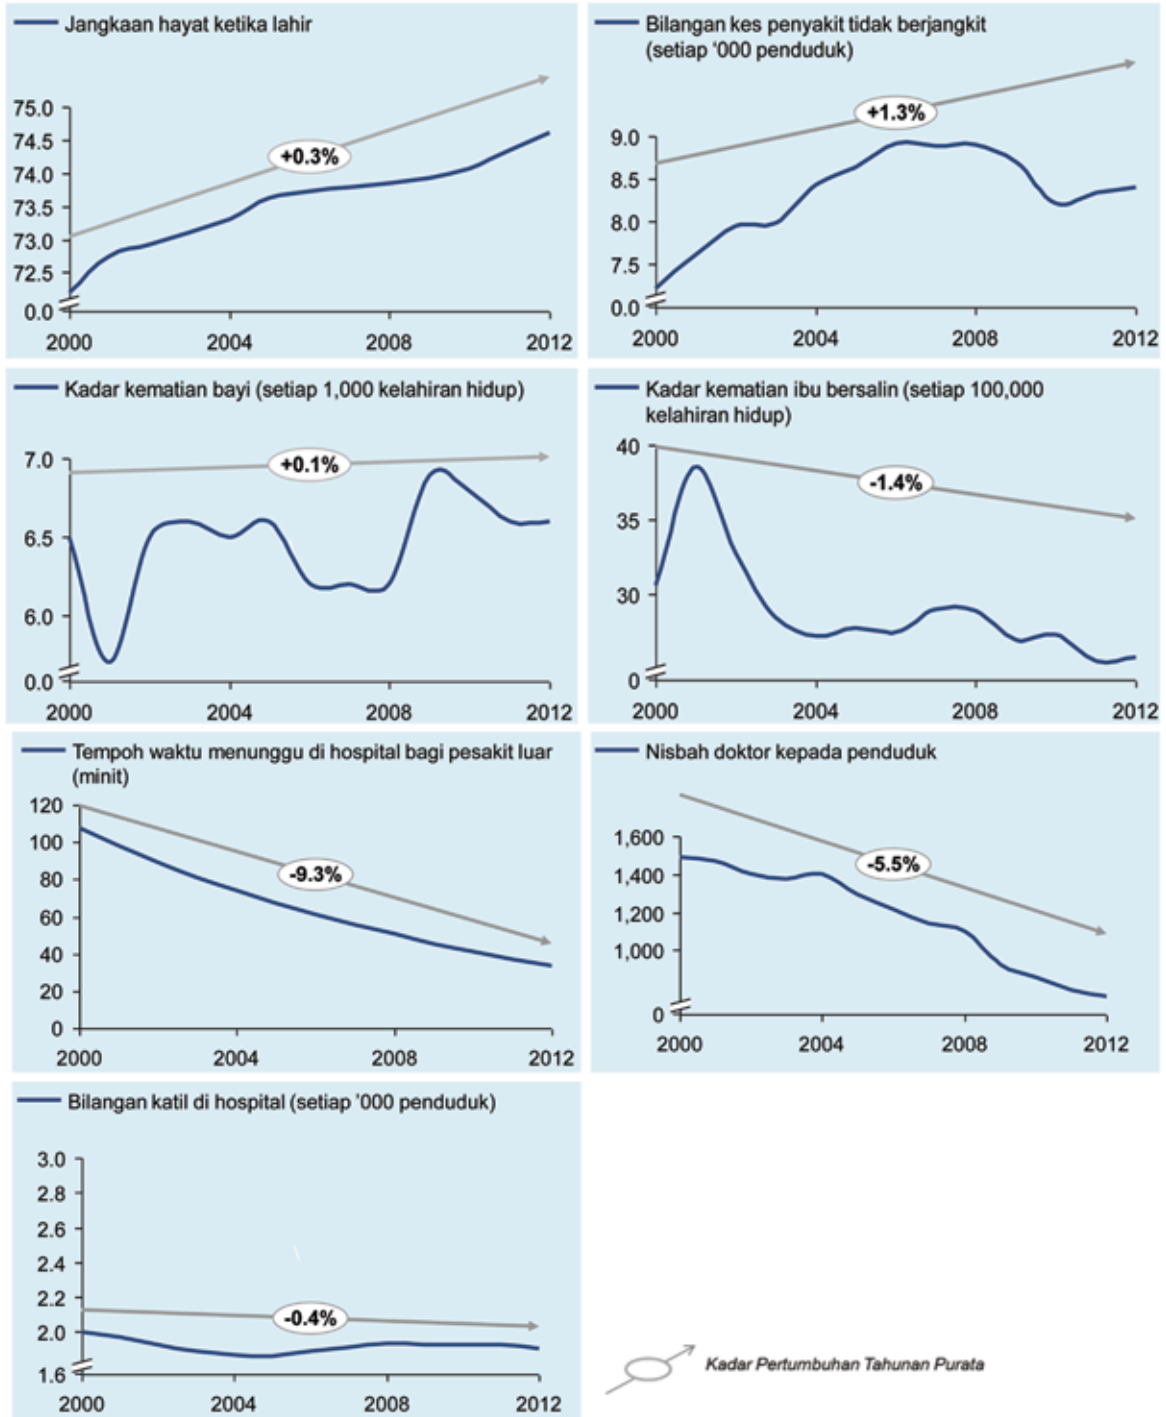 Jangkaan hayat ketika lahir
75.0
74.5
74.0
73.5
73.0
72.5
0.0
+0.3%
2000 2004 2008 2012
Bilangan kes penyakit tidak berjangkit
(setiap '000 penduduk)
9.0
8.5
8.0
7.5
0.0
+1.3%
2000 2004 2008 2012
Kadar kematian bayi (setiap 1,000 kelahiran hidup)
7.0
6.5
6.0
0.0
+0.1%
2000 2004 2008 2012
Kadar kematian ibu bersalin (setiap 100,000
kelahiran hidup)
40
35
30
0
-1.4%
2000 2004 2008 2012
Tempoh waktu menunggu di hospital bagi pesakit luar
(minit)
120
100
80
60
40
20
0
-9.3%
2000 2004 2008 2012
Nisbah doktor kepada penduduk
1,600
1,400
1,200
1,000
0
-5.5%
2000 2004 2008 2012
Bilangan katil di hospital (setiap '000 penduduk)
3.0
2.8
2.6
2.4
2.2
2.0
1.6
-0.4%
2000 2004 2008 2012
Kadar Pertumbuhan Tahunan Purata